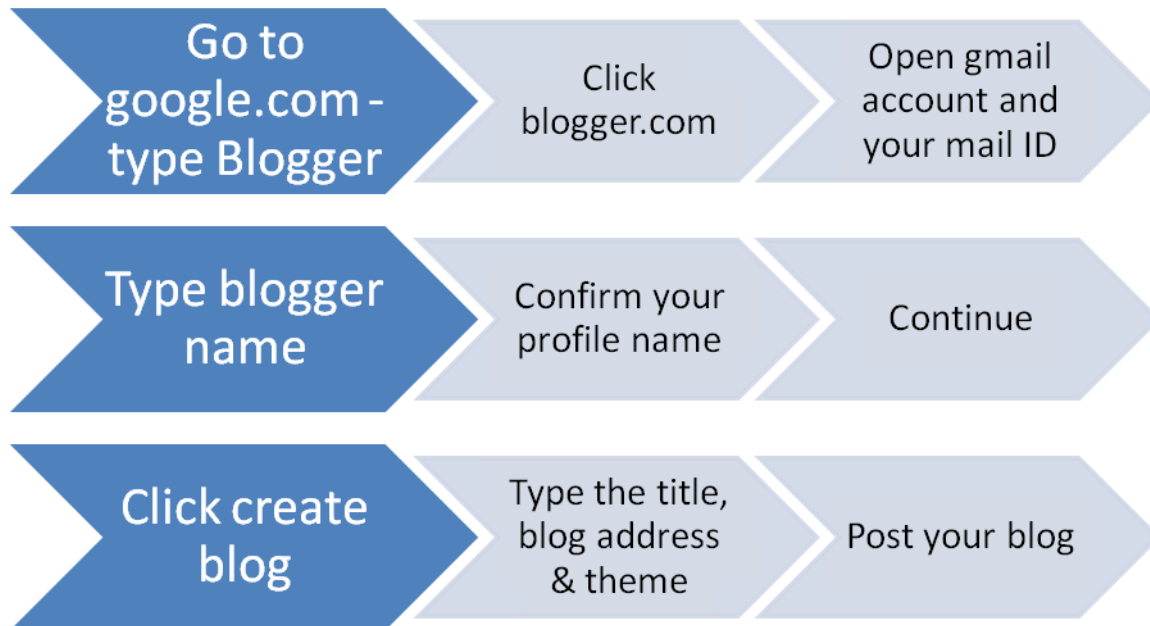 Go to
google.com -
type Blogger
Click
blogger.com
Open gmail
account and
your mail ID
Type blogger
name
Confirm your
profile name
Continue
Click create
blog
Type the title,
blog address
& theme
Post your blog